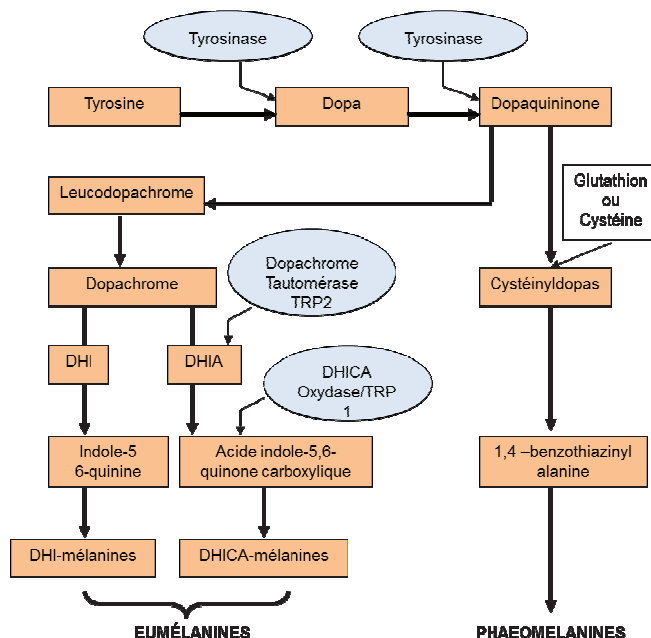 Tyrosinase
Tyrosinase
Tyrosine
Dopa
Dopaquininone
Leucodopachrome
Glutathion
ou
Cystéine
Dopachrome
Tautomérase
TRP2
Dopachrome
Cystéinyldopas
DHI
DHIA
DHICA
Oxydase/TRP
1
Indole-5
6-quinine
Acide indole-5,6-
quinone carboxylique
1,4 –benzothiazinyl
alanine
DHI-mélanines
DHICA-mélanines
EUMÉLANINES
PHAEOMELANINES